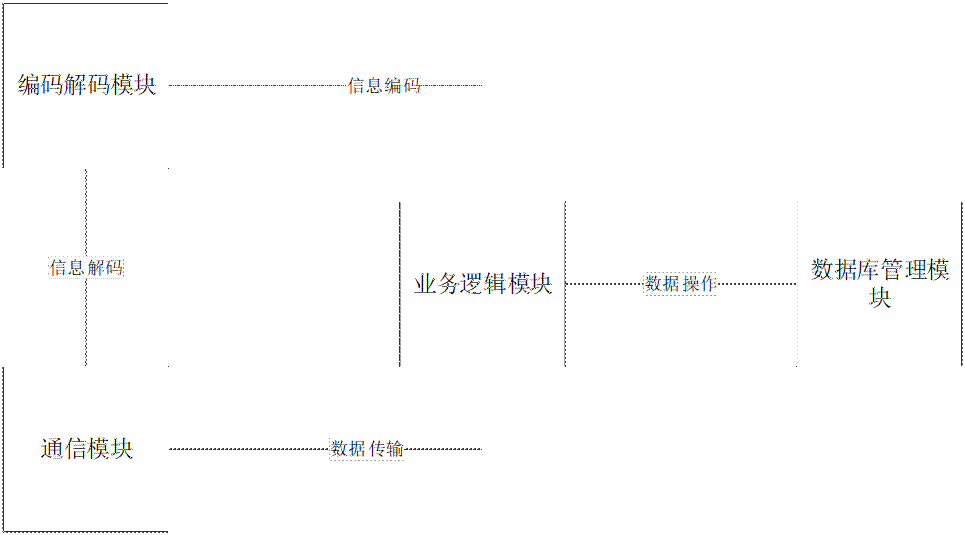 编码解码模块
信息编码
信息解码
业务逻辑模块
数据操作
数据库管理模
块
通信模块
数据传输